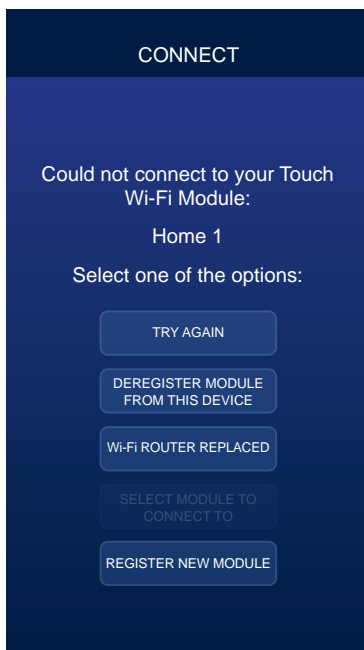 CONNECT
Could not connect to your Touch
Wi-Fi Module:
Home 1
Select one of the options:
TRY AGAIN
DEREGISTER MODULE
FROM THIS DEVICE
Wi-Fi ROUTER REPLACED
SELECT MODULE TO
CONNECT TO
REGISTER NEW MODULE